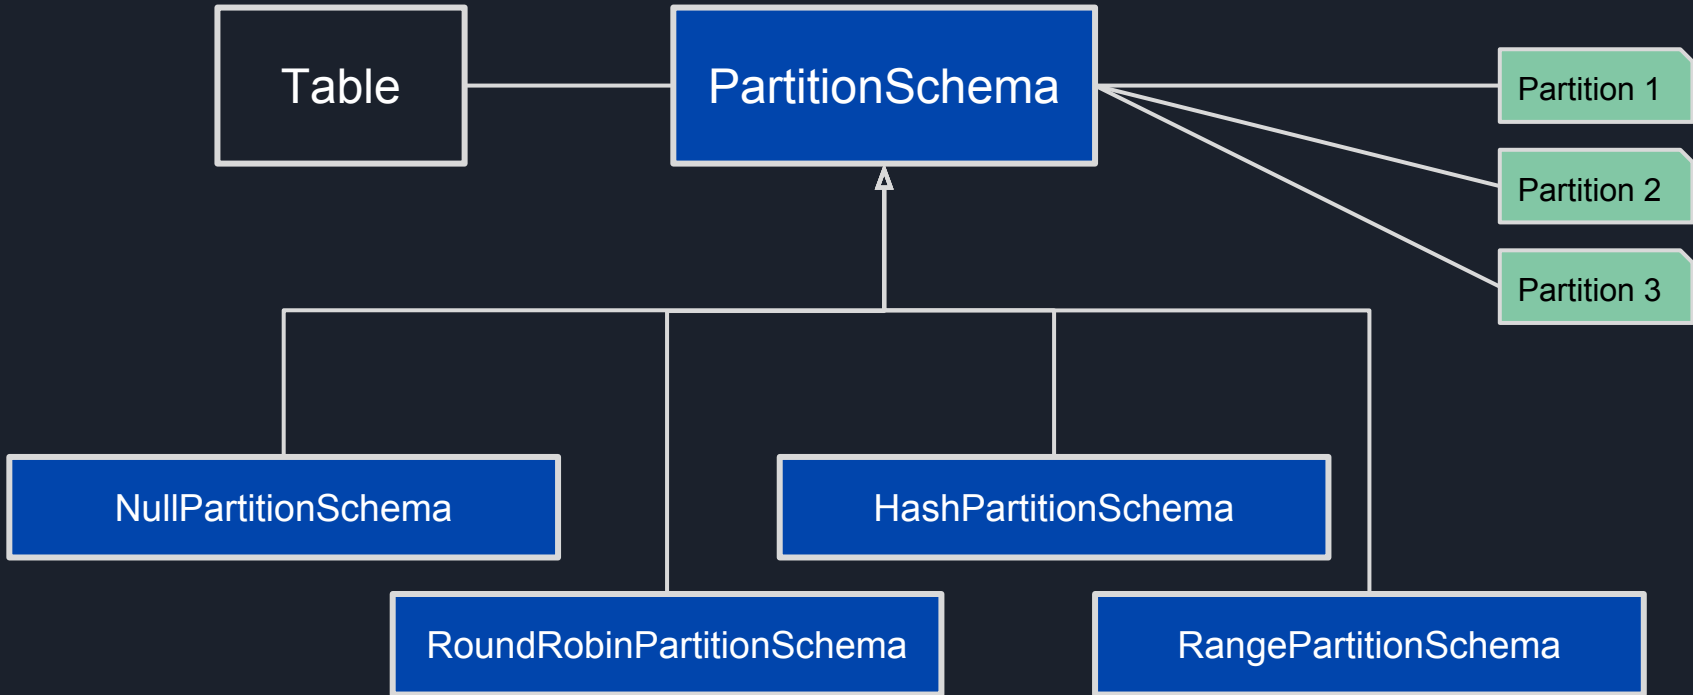 Table
PartitionSchema
Partition 1
Partition 2
Partition 3
NullPartitionSchema
HashPartitionSchema
RoundRobinPartitionSchema
RangePartitionSchema